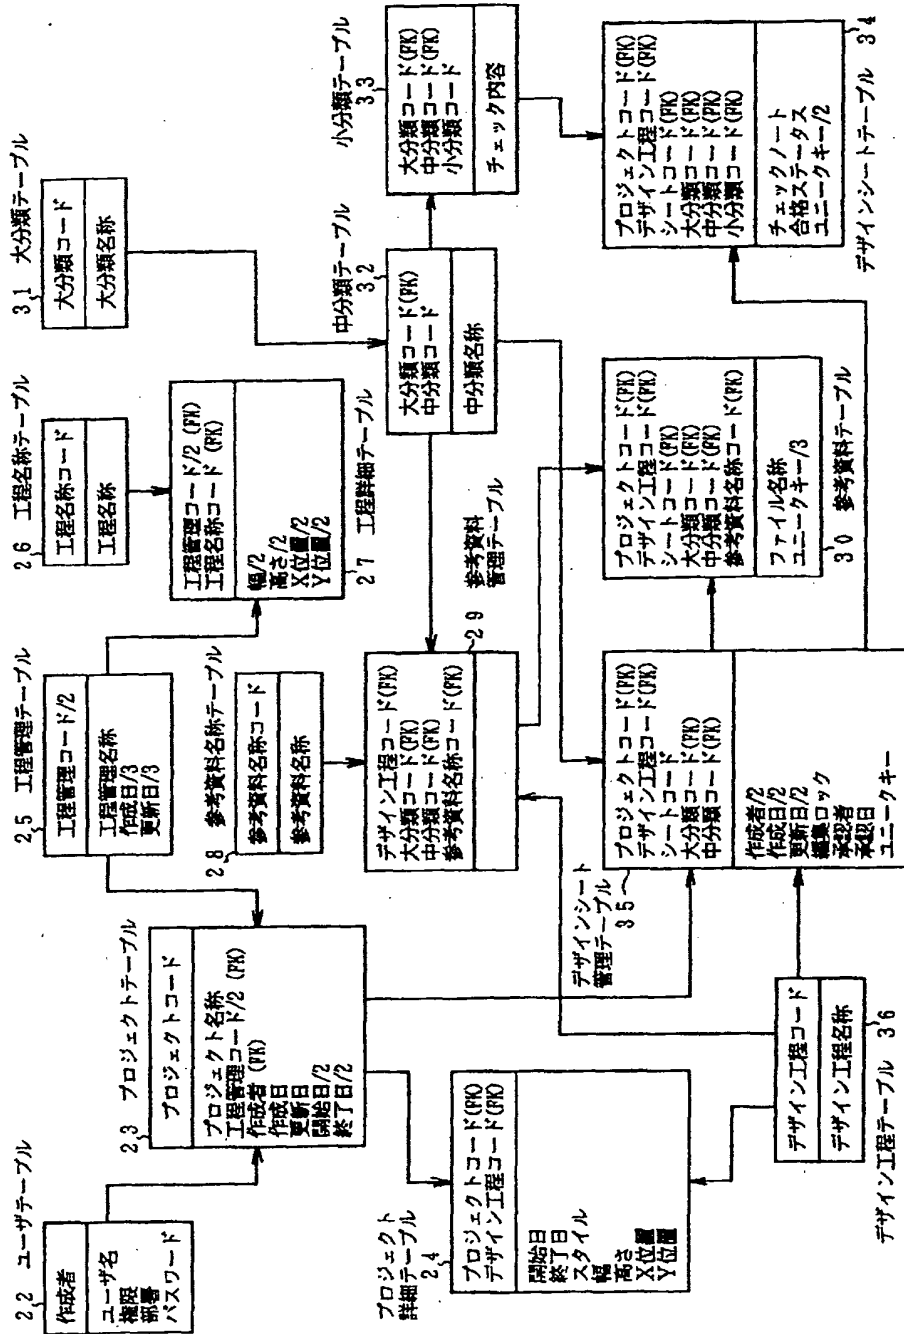 22 ユーザテーブル
作成者
ユーザ名
権限
部署
パスワード
23 プロジェクトテーブル
プロジェクトコード
プロジェクト名称
工程管理コード/2 (FK)
作成者 (FK)
作成日
更新日
開始日/2
終了日/2
25 工程管理テーブル
工程管理コード/2
工程管理名称
作成日/3
更新日/3
26 工程名称テーブル
工程名称コード
工程名称
工程管理コード/2 (FK)
工程名称コード (FK)
幅/2
高さ/2
X位置/2
Y位置/2
27 工程詳細テーブル
31 大分類テーブル
大分類コード
大分類名称
28 参考資料名称テーブル
参考資料名称コード
参考資料名称
中分類テーブル
32
大分類コード(FK)
中分類コード
中分類名称
小分類テーブル
33
大分類コード(FK)
中分類コード(FK)
小分類コード
チェック内容
プロジェクト
詳細テーブル
24
プロジェクトコード(FK)
デザイン工程コード(FK)
開始日
終了日
スタイル
幅
高さ
X位置
Y位置
デザイン工程コード(FK)
大分類コード(FK)
中分類コード(FK)
参考資料名称コード(FK)
29 参考資料
管理テーブル
デザインシート
管理テーブル
35
プロジェクトコード(FK)
デザイン工程コード(FK)
シートコード
大分類コード(FK)
中分類コード(FK)
作成者/2
作成日/2
更新日/2
編集ロック
承認者
承認日
ユニークキー
プロジェクトコード(FK)
デザイン工程コード(FK)
シートコード(FK)
大分類コード(FK)
中分類コード(FK)
参考資料名称コード(FK)
ファイル名称
ユニークキー/3
30 参考資料テーブル
プロジェクトコード(FK)
デザイン工程コード(FK)
シートコード(FK)
大分類コード(FK)
中分類コード(FK)
小分類コード(FK)
チェックノート
合格ステータス
ユニークキー/2
デザインシートテーブル 34
デザイン工程コード
デザイン工程名称
デザイン工程テーブル 36